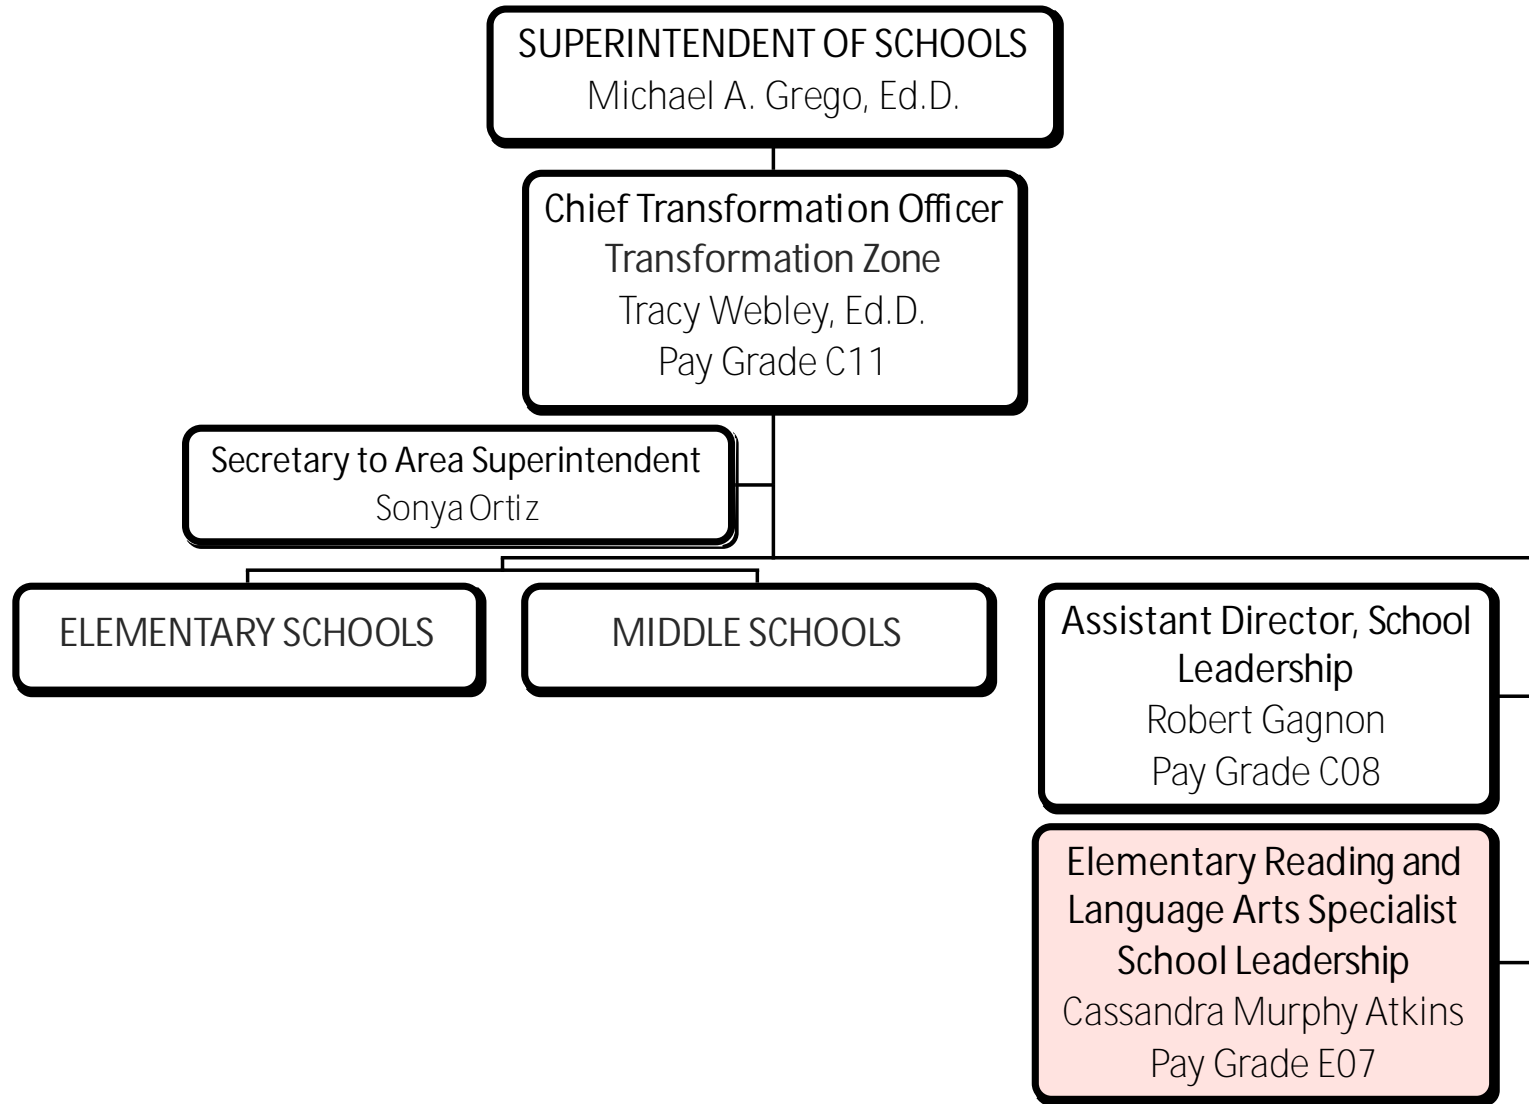 SUPERINTENDENT OF SCHOOLS
Michael A. Grego, Ed.D.
Chief Transformation Officer
Transformation Zone
Tracy Webley, Ed.D.
Pay Grade C11
Secretary to Area Superintendent
Sonya Ortiz
ELEMENTARY SCHOOLS
MIDDLE SCHOOLS
Assistant Director, School
Leadership
Robert Gagnon
Pay Grade C08
Elementary Reading and
Language Arts Specialist
School Leadership
Cassandra Murphy Atkins
Pay Grade E07